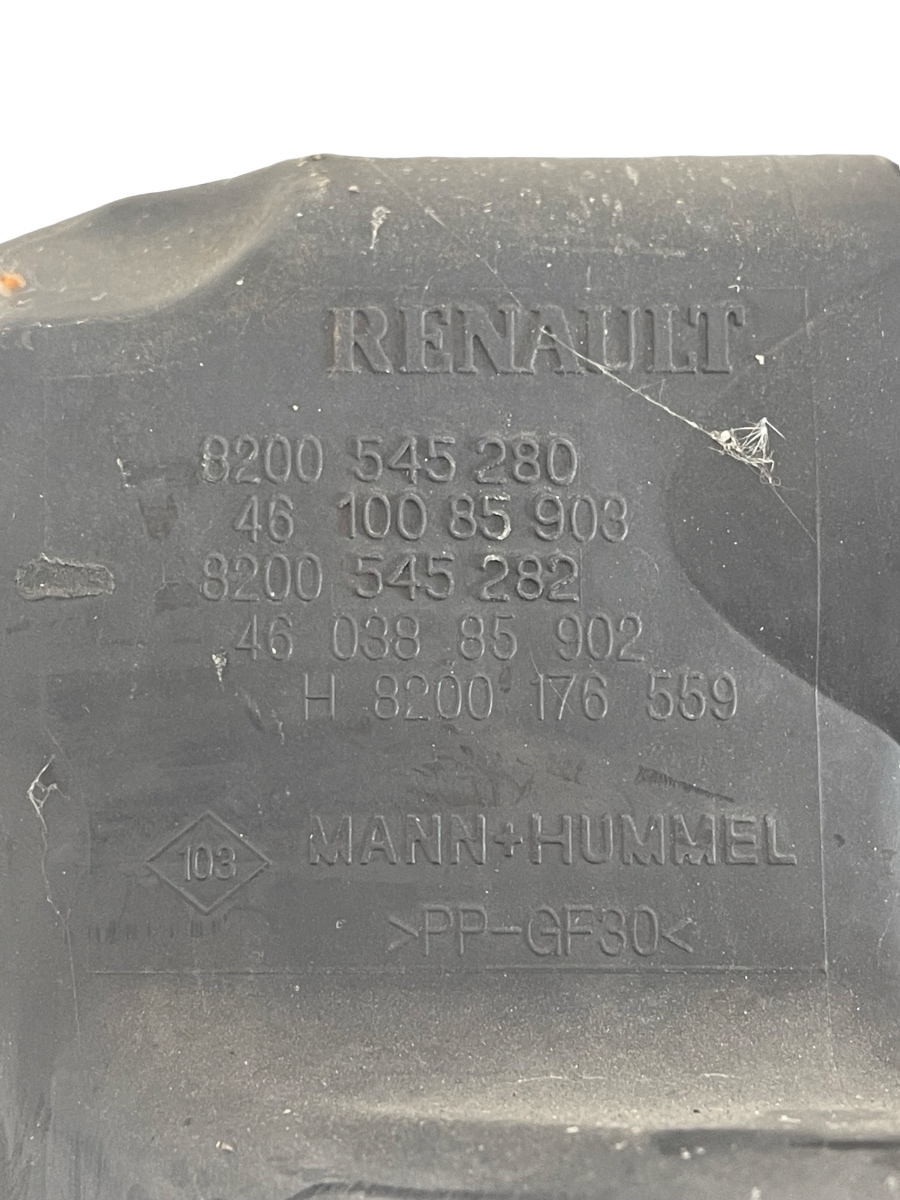 RENAULT
8200 545 280
46 100 85 903
8200 545 282
46 038 85 902
H 8200 176 559
103 MANN+HUMMEL
>PP-GF30<